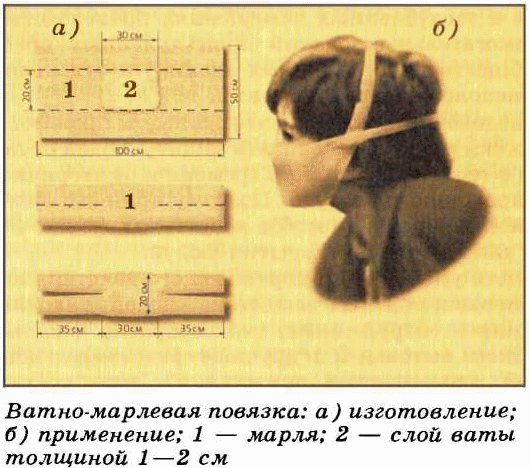 а)
б)
30 см
1
2
20 см
50 см
100 см
1
20 см
35 см
30 см
35 см
Ватно-марлевая повязка: а) изготовление;
б) применение; 1 — марля; 2 — слой ваты
толщиной 1—2 см